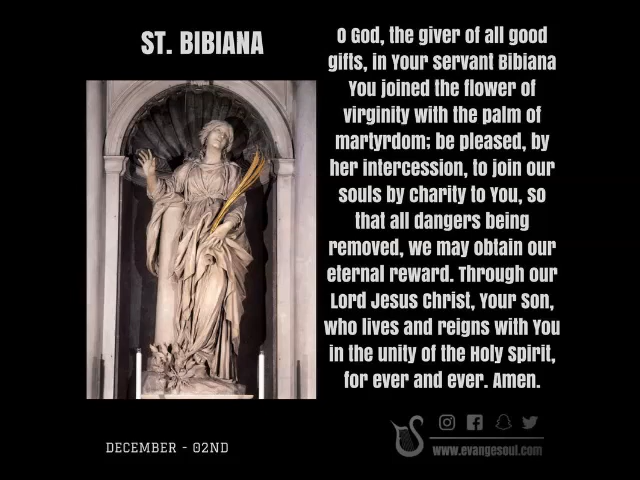 ST. BIBIANA
O God, the giver of all good
gifts, in Your servant Bibiana
You joined the flower of
virginity with the palm of
martyrdom; be pleased, by
her intercession, to join our
souls by charity to You, so
that all dangers being
removed, we may obtain our
eternal reward. Through our
Lord Jesus Christ, Your Son,
who lives and reigns with You
in the unity of the Holy Spirit,
for ever and ever. Amen.
DECEMBER - 02ND
www.evangesoul.com